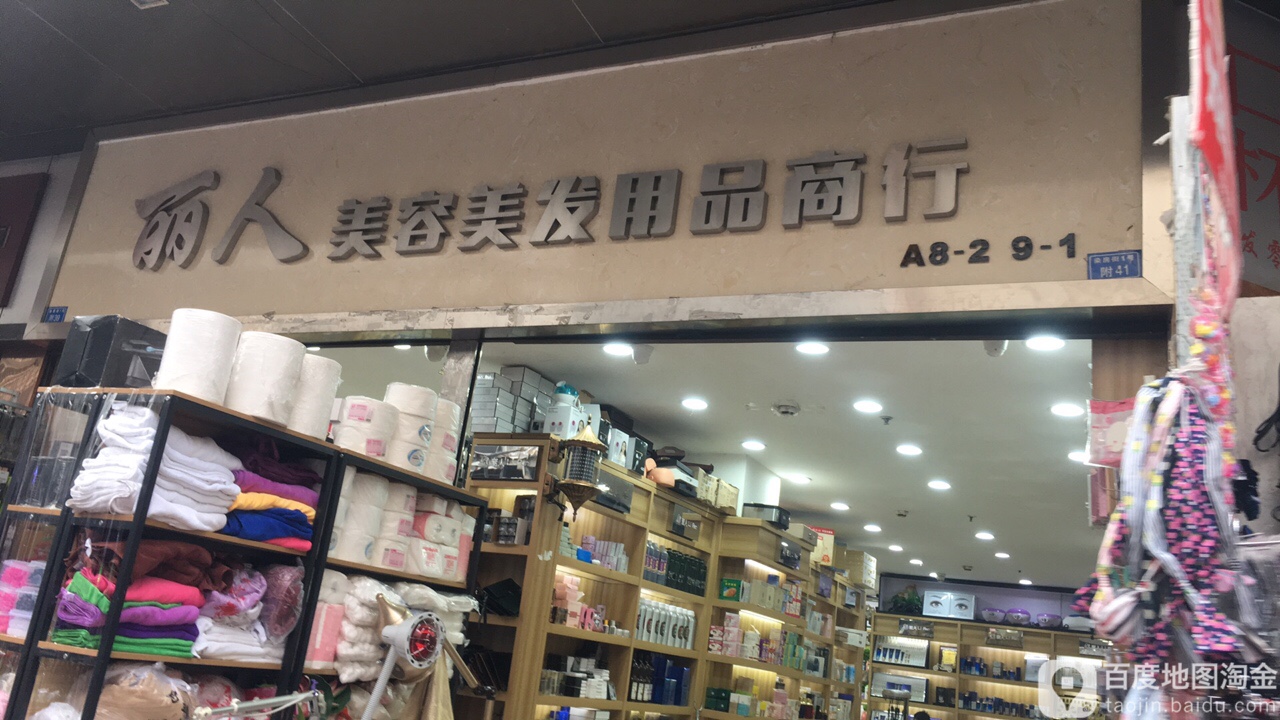 丽人 美容美发用品商行
A8-2 9-1
附41
百度地图淘金
taojin.baidu.com